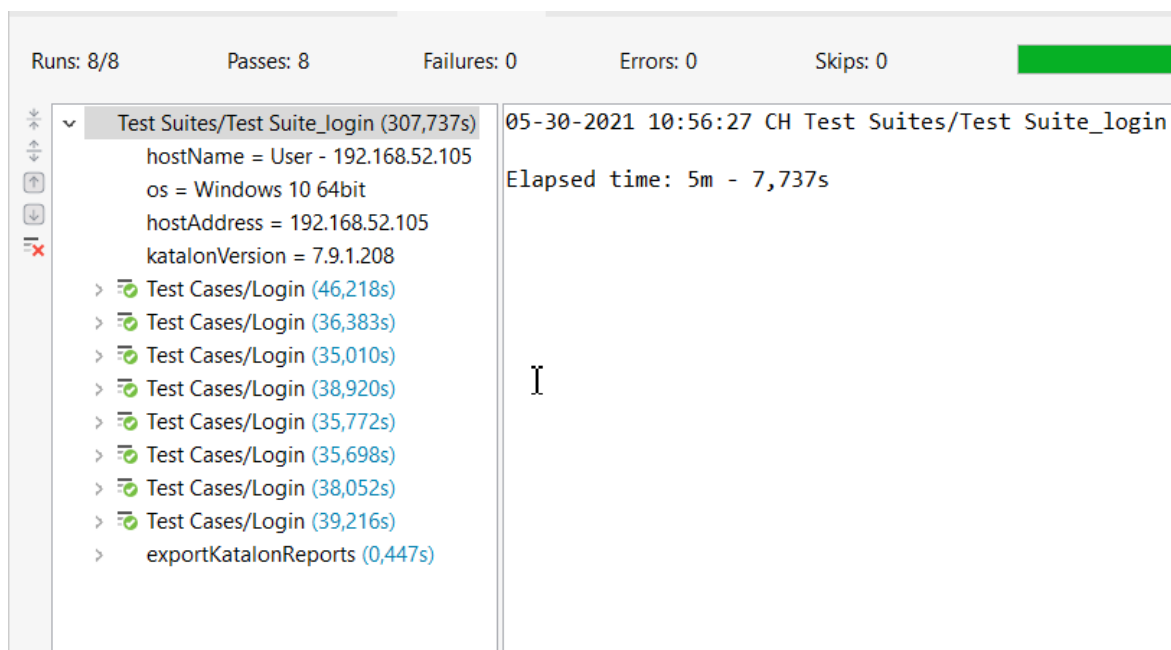 Runs: 8/8 Passes: 8 Failures: 0 Errors: 0 Skips: 0
Test Suites/Test Suite_login (307,737s)
hostName = User - 192.168.52.105
os = Windows 10 64bit
hostAddress = 192.168.52.105
katalonVersion = 7.9.1.208
Test Cases/Login (46,218s)
Test Cases/Login (36,383s)
Test Cases/Login (35,010s)
Test Cases/Login (38,920s)
Test Cases/Login (35,772s)
Test Cases/Login (35,698s)
Test Cases/Login (38,052s)
Test Cases/Login (39,216s)
exportKatalonReports (0,447s)
05-30-2021 10:56:27 CH Test Suites/Test Suite_login
Elapsed time: 5m - 7,737s